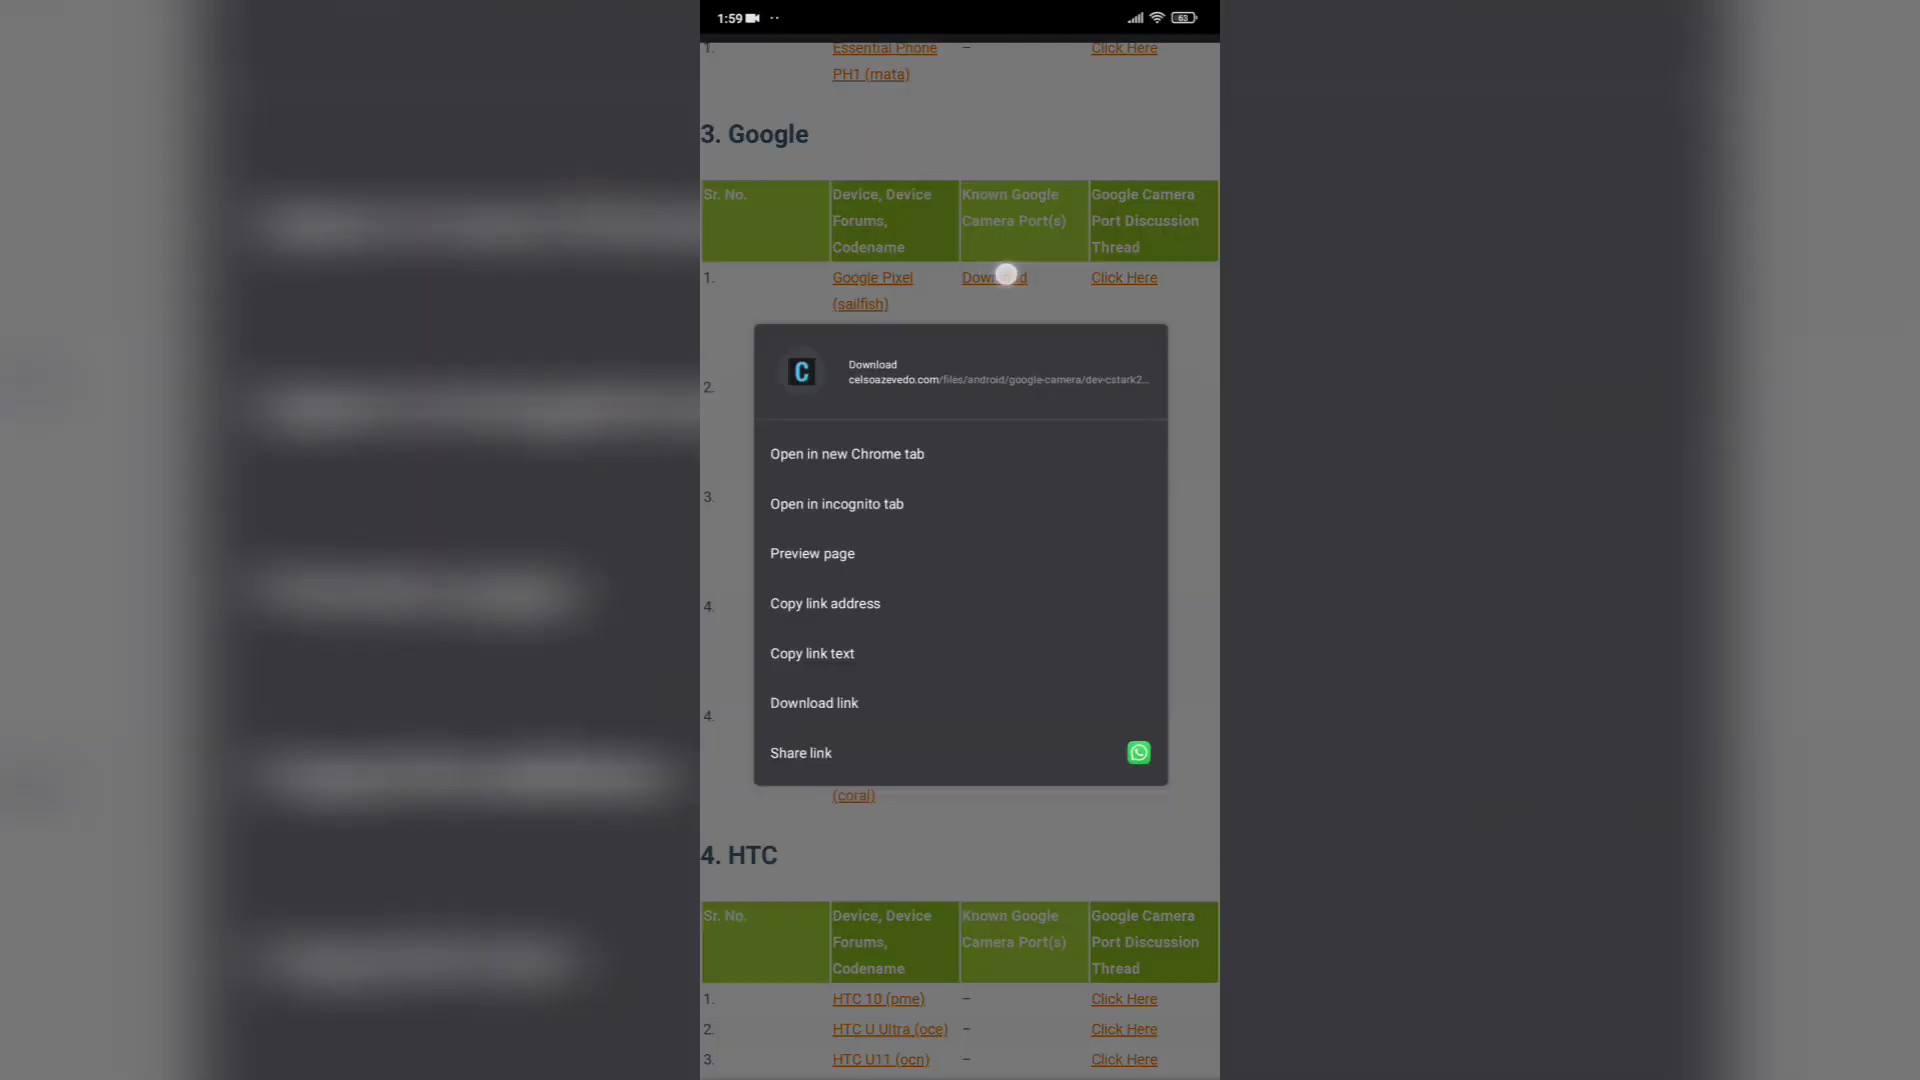 1:59
63
1. Essential Phone – Click Here
PH1 (mata)
3. Google
Sr. No. Device, Device Known Google Google Camera
Forums, Camera Port(s) Port Discussion
Codename Thread
1. Google Pixel Download Click Here
(sailfish)
C
Download
celsoazevedo.com/files/android/google-camera/dev-cstark2...
2.
Open in new Chrome tab
3.
Open in incognito tab
Preview page
4.
Copy link address
Copy link text
Download link
4.
Share link
(coral)
4. HTC
Sr. No. Device, Device Known Google Google Camera
Forums, Camera Port(s) Port Discussion
Codename Thread
1. HTC 10 (pme) – Click Here
2. HTC U Ultra (oce) – Click Here
3. HTC U11 (ocn) – Click Here